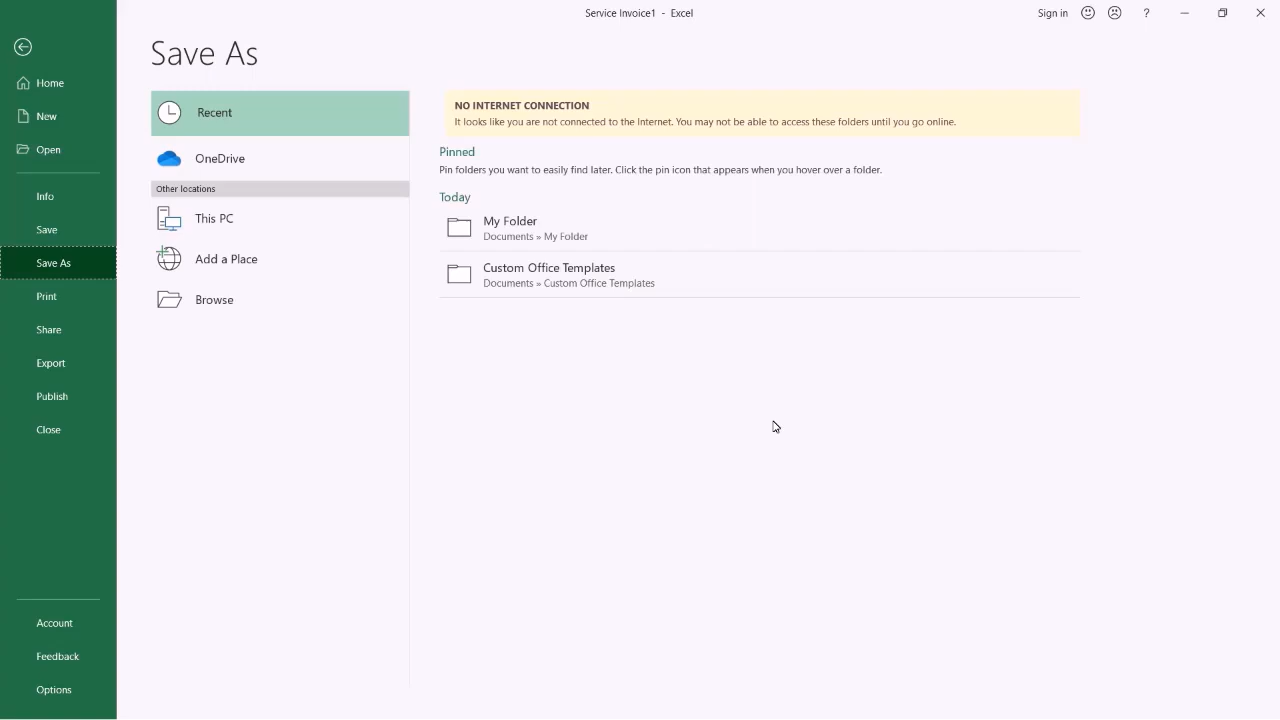 Service Invoice1 - Excel
Sign in
?
Save As
Home
New
Open
Info
Save
Save As
Print
Share
Export
Publish
Close
Account
Feedback
Options
Recent
OneDrive
Other locations
This PC
Add a Place
Browse
NO INTERNET CONNECTION
It looks like you are not connected to the Internet. You may not be able to access these folders until you go online.
Pinned
Pin folders you want to easily find later. Click the pin icon that appears when you hover over a folder.
Today
My Folder
Documents » My Folder
Custom Office Templates
Documents » Custom Office Templates